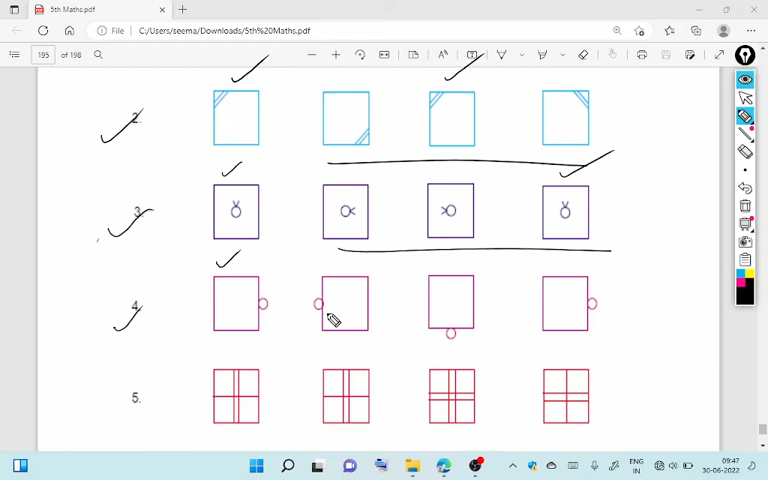 5th Maths.pdf
File
C:/Users/seema/Downloads/5th%20Maths.pdf
195 of 198
2.
3.
4.
5.
ENG
IN
09:47
30-06-2022